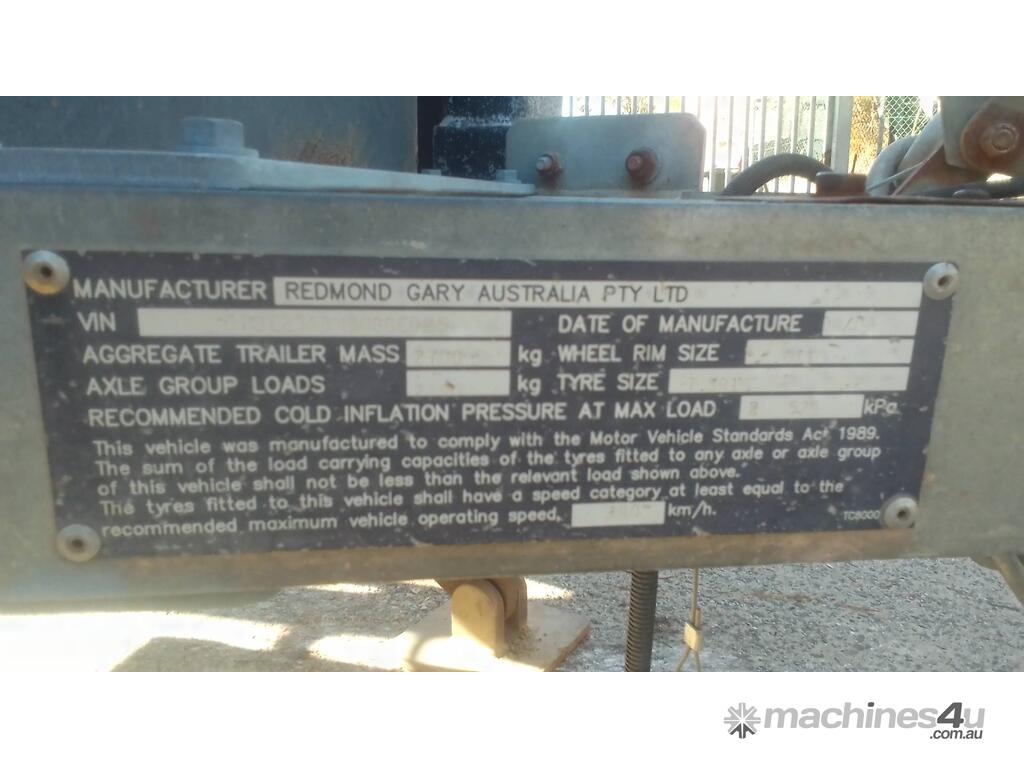 MANUFACTURER REDMOND GARY AUSTRALIA PTY LTD
VIN DATE OF MANUFACTURE
AGGREGATE TRAILER MASS kg WHEEL RIM SIZE
AXLE GROUP LOADS kg TYRE SIZE
RECOMMENDED COLD INFLATION PRESSURE AT MAX LOAD kPa
This vehicle was manufactured to comply with the Motor Vehicle Standards Act 1989.
The sum of the load carrying capacities of the tyres fitted to any axle or axle group
of this vehicle shall not be less than the relevant load shown above.
The tyres fitted to this vehicle shall have a speed category at least equal to the
recommended maximum vehicle operating speed. km/h.
TC8000
machines4u
.com.au